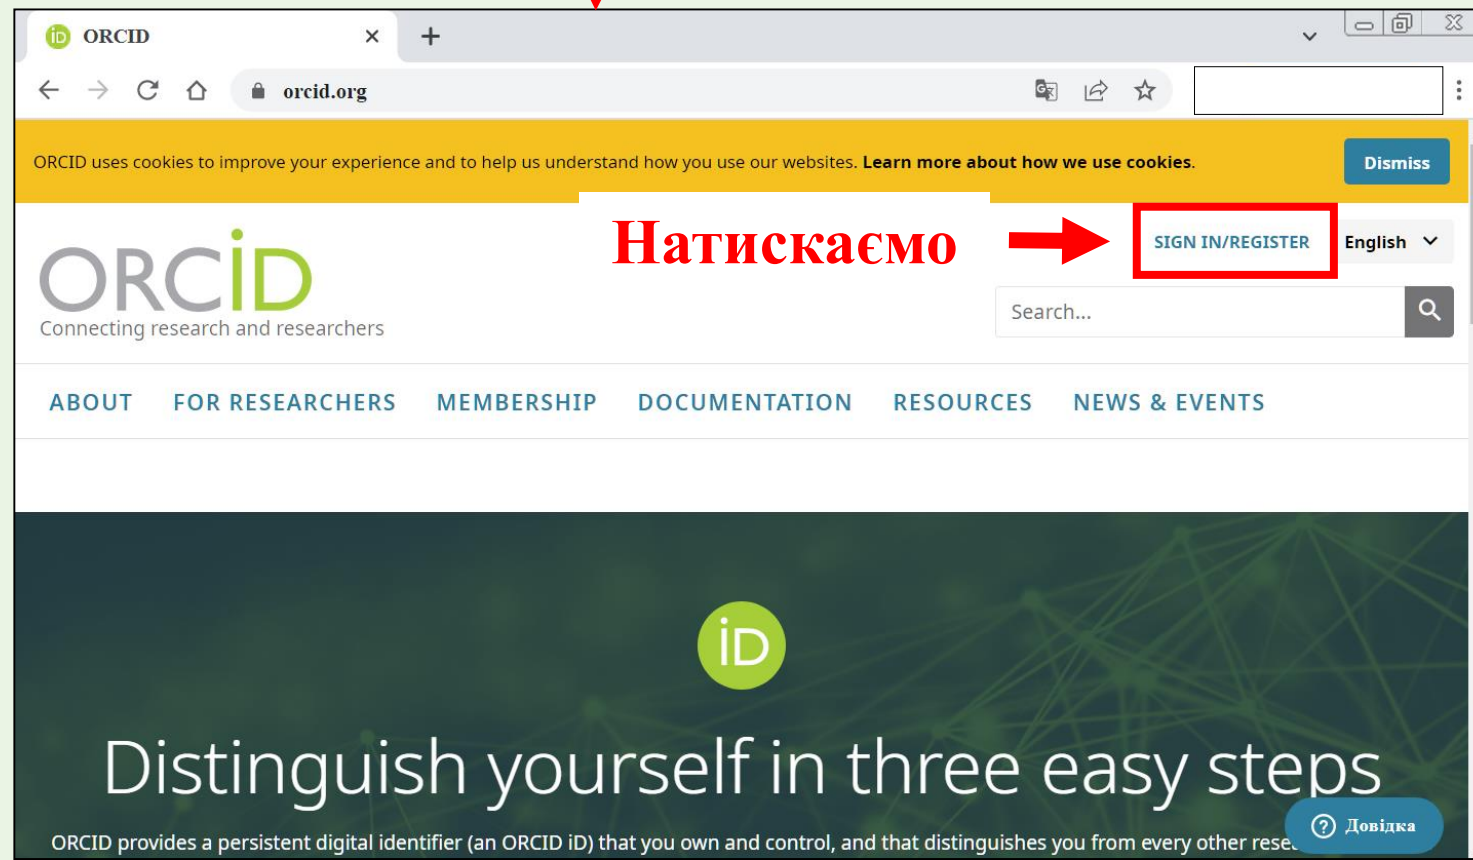 ORCID
orcid.org
ORCID uses cookies to improve your experience and to help us understand how you use our websites. Learn more about how we use cookies.
Dismiss
Натискаємо
SIGN IN/REGISTER
English
ORCID
Connecting research and researchers
Search...
ABOUT FOR RESEARCHERS MEMBERSHIP DOCUMENTATION RESOURCES NEWS & EVENTS
iD
Distinguish yourself in three easy steps
ORCID provides a persistent digital identifier (an ORCID iD) that you own and control, and that distinguishes you from every other
Довідка